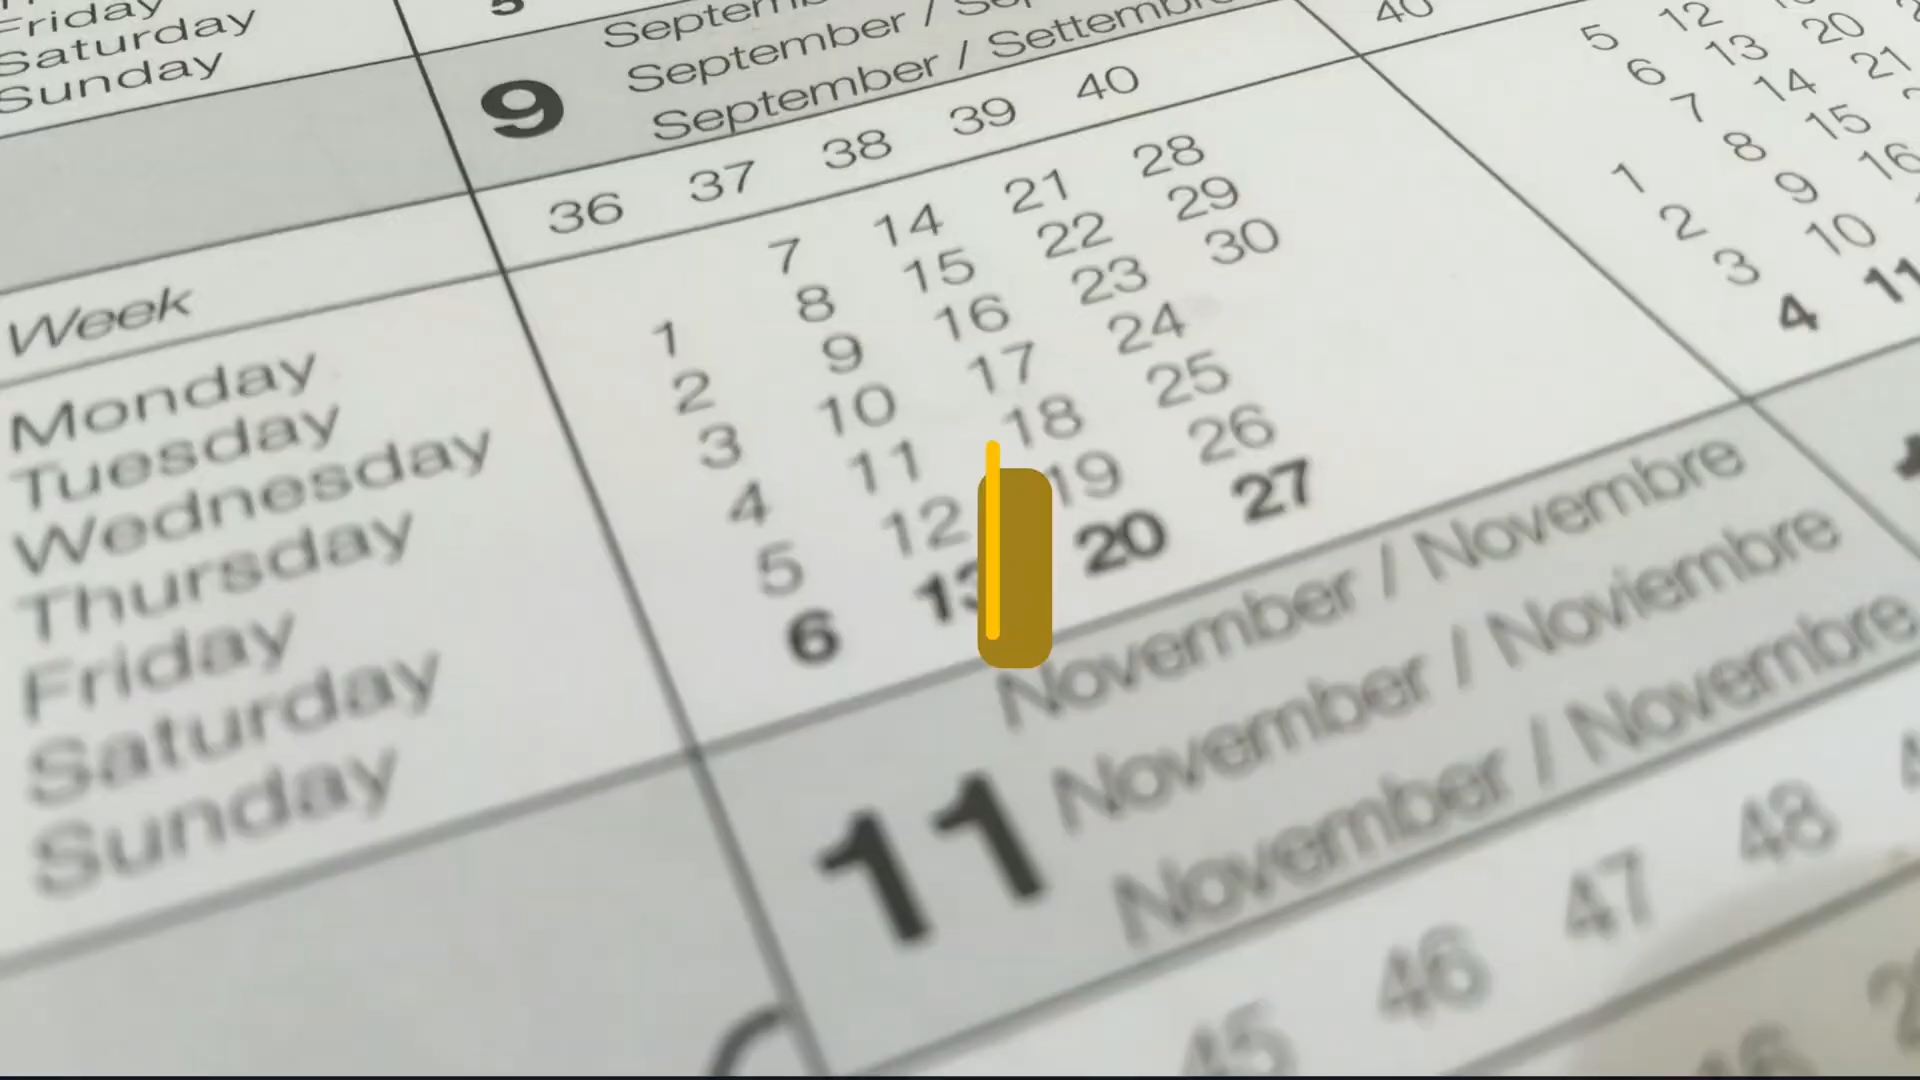 Friday
Saturday
Sunday
9
September / Settembre
36 37 38 39 40
Week
Monday 7 14 21 28
Tuesday 1 8 15 22 29
Wednesday 2 9 16 23 30
Thursday 3 10 17 24
Friday 4 11 18 25
Saturday 5 12 19 26
Sunday 6 13 20 27
40
5 12
6 13 20
7 14 21
1 8 15
2 9 16
3 10
4 11
11
November / Novembre
November / Noviembre
November / Novembre
45 46 47 48